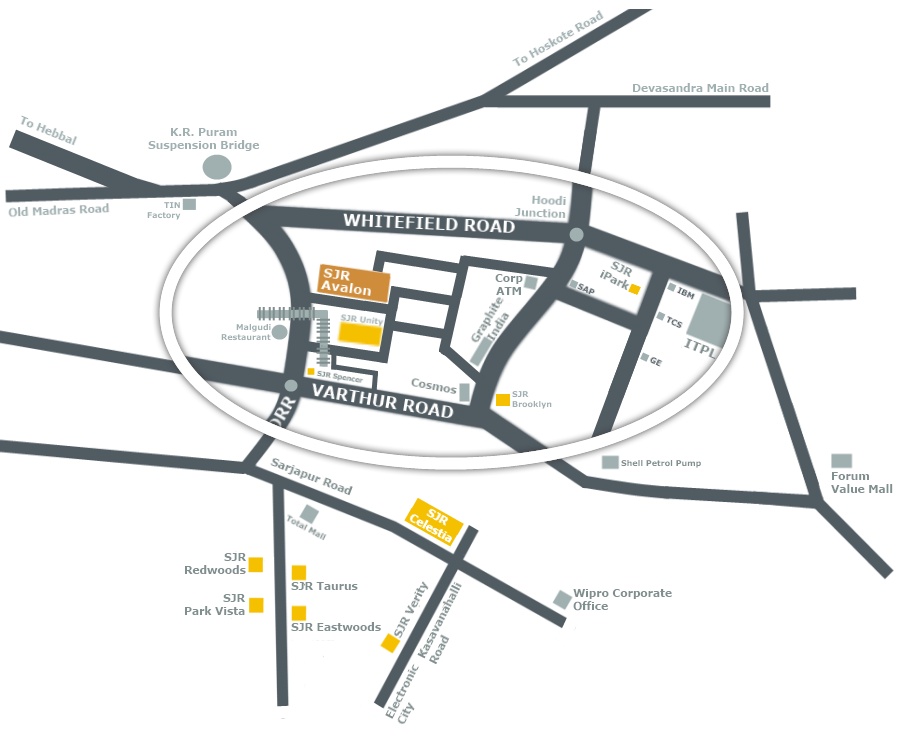 To Hoskote Road
Devasandra Main Road
To Hebbal
K.R. Puram
Suspension Bridge
Old Madras Road
TIN
Factory
Hoodi
Junction
WHITEFIELD ROAD
SJR
Avalon
Corp
ATM
SAP
SJR
iPark
IBM
TCS
ITPL
GE
Graphite
India
SJR Unity
Malgudi
Restaurant
SJR Spencer
Cosmos
SJR
Brooklyn
VARTHUR ROAD
ORR
Shell Petrol Pump
Forum
Value Mall
Sarjapur Road
Total Mall
SJR
Celestia
SJR
Redwoods
SJR Taurus
SJR
Park Vista
SJR Eastwoods
SJR Verity
Kasavanahalli
Road
Wipro Corporate
Office
Electronic
City